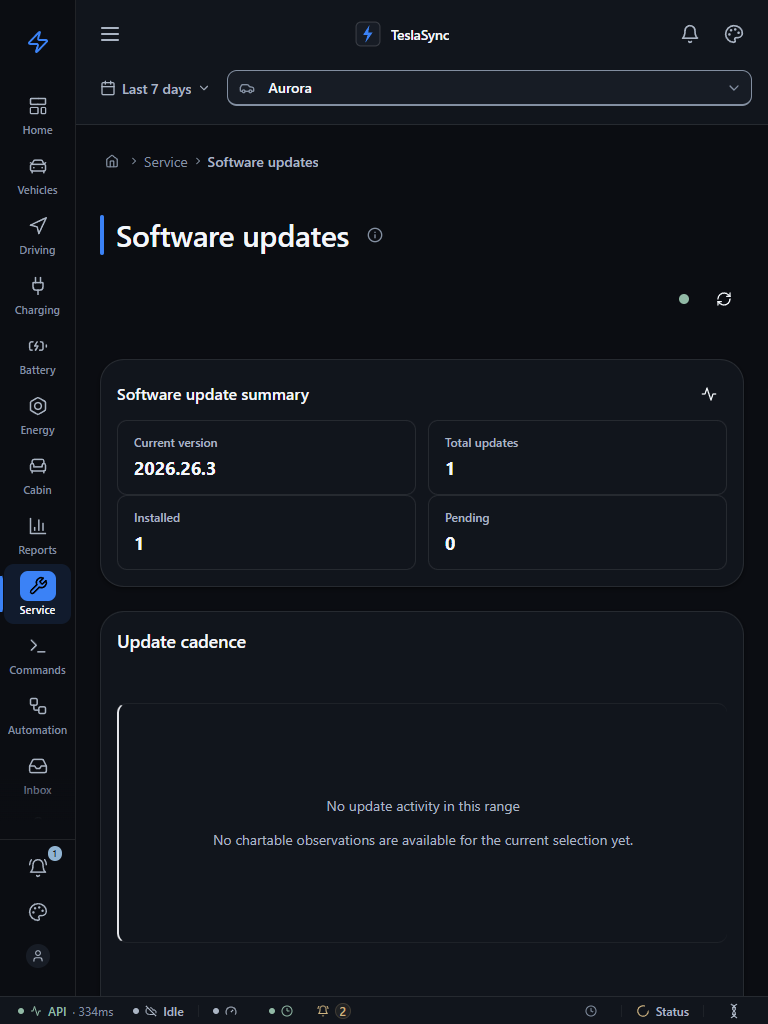 TeslaSync
Last 7 days
Aurora
Home
Vehicles
Driving
Charging
Battery
Energy
Cabin
Reports
Service
Commands
Automation
Inbox
1
Service
Software updates
Software updates
Software update summary
Current version
2026.26.3
Total updates
1
Installed
1
Pending
0
Update cadence
No update activity in this range
No chartable observations are available for the current selection yet.
API · 334ms
Idle
2
Status